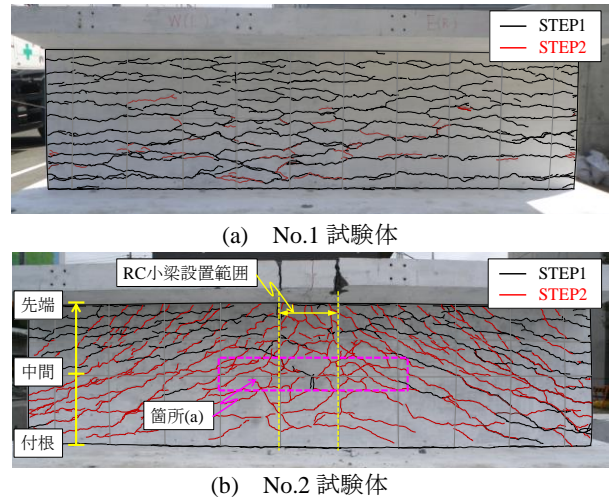 W(L)
E(R)
STEP1
STEP2
(a) No.1 試験体
RC小梁設置範囲
STEP1
STEP2
先端
中間
箇所(a)
付根
(b) No.2 試験体